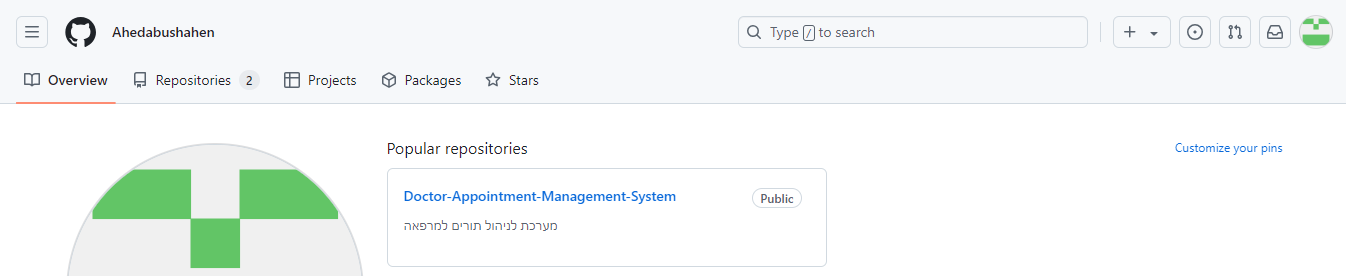 Ahedabushahen
Type / to search
Overview Repositories 2 Projects Packages Stars
Popular repositories
Customize your pins
Doctor-Appointment-Management-System
Public
מערכת לניהול תורים למרפאה